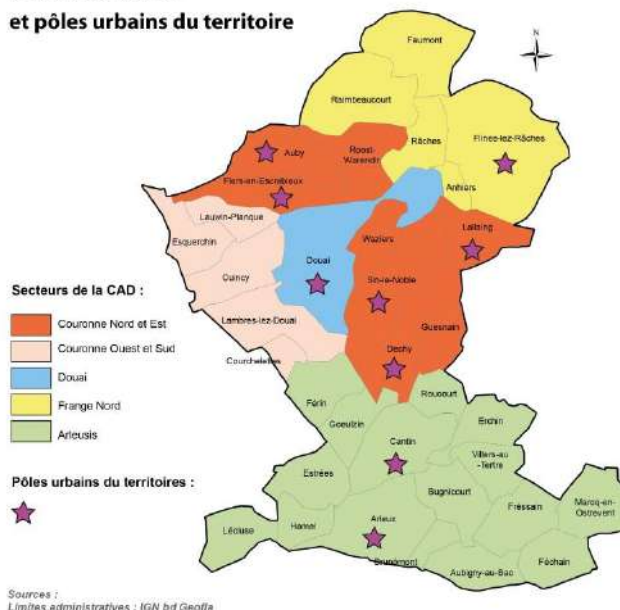 et pôles urbains du territoire
N
Faumont
Raimbeaucourt
Râches
Flines-lez-Râches
Auby
Roost-
Warendin
Anhiers
Flers-en-Escrebieux
Lauwin-Planque
Lallaing
Esquerchin
Waziers
Douai
Cuincy
Sin-le-Noble
Lambres-lez-Douai
Guesnain
Courchelettes
Dechy
Secteurs de la CAD :
Couronne Nord et Est
Couronne Ouest et Sud
Douai
Frange Nord
Arleusis
Roucourt
Férin
Goeulzin
Erchin
Cantin
Villers-au
-Tertre
Estrées
Bugnicourt
Fressain
Marcq-en-
Ostrevent
Pôles urbains du territoires :
Lécluse
Hamel
Arleux
Brunémont
Aubigny-au-Bac
Féchain
Sources :
Limites administratives : IGN bd Geofla